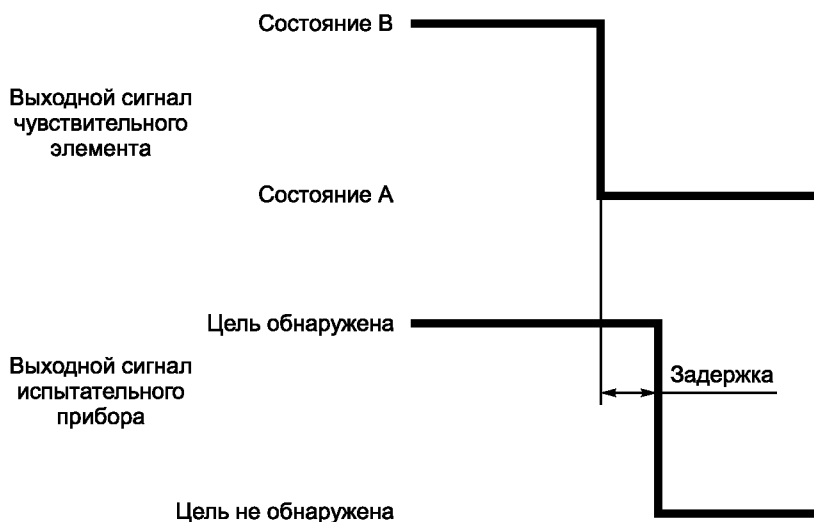 Состояние В
Выходной сигнал
чувствительного
элемента
Состояние А
Цель обнаружена
Выходной сигнал
испытательного
прибора
Задержка
Цель не обнаружена